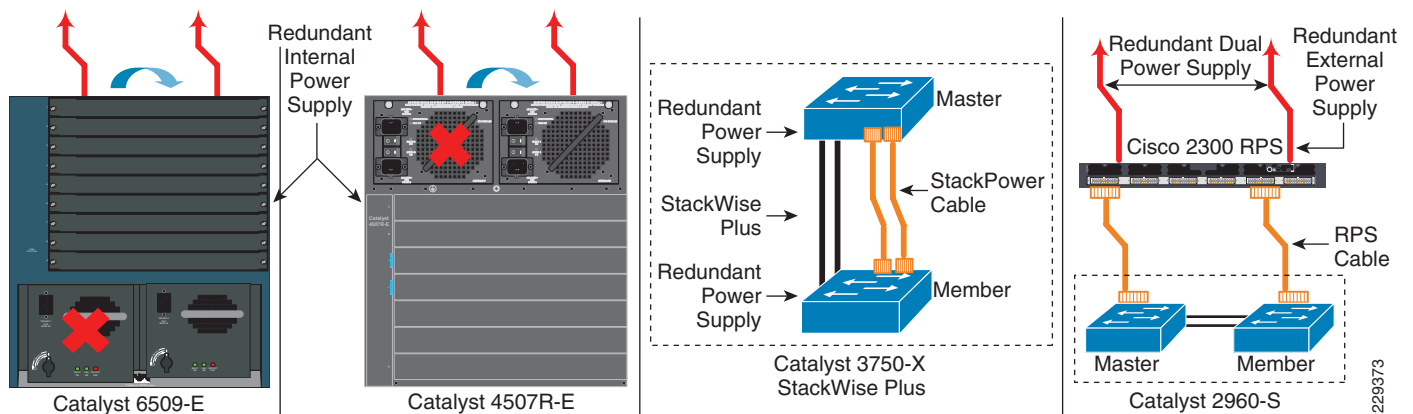 Redundant
Internal
Power
Supply
Catalyst 6509-E
Catalyst
4507R-E
Catalyst 4507R-E
Redundant
Power
Supply
StackWise
Plus
Redundant
Power
Supply
Master
StackPower
Cable
Member
Catalyst 3750-X
StackWise Plus
Redundant Dual
Power Supply
Redundant
External
Power
Supply
Cisco 2300 RPS
RPS
Cable
Master
Member
Catalyst 2960-S
229373